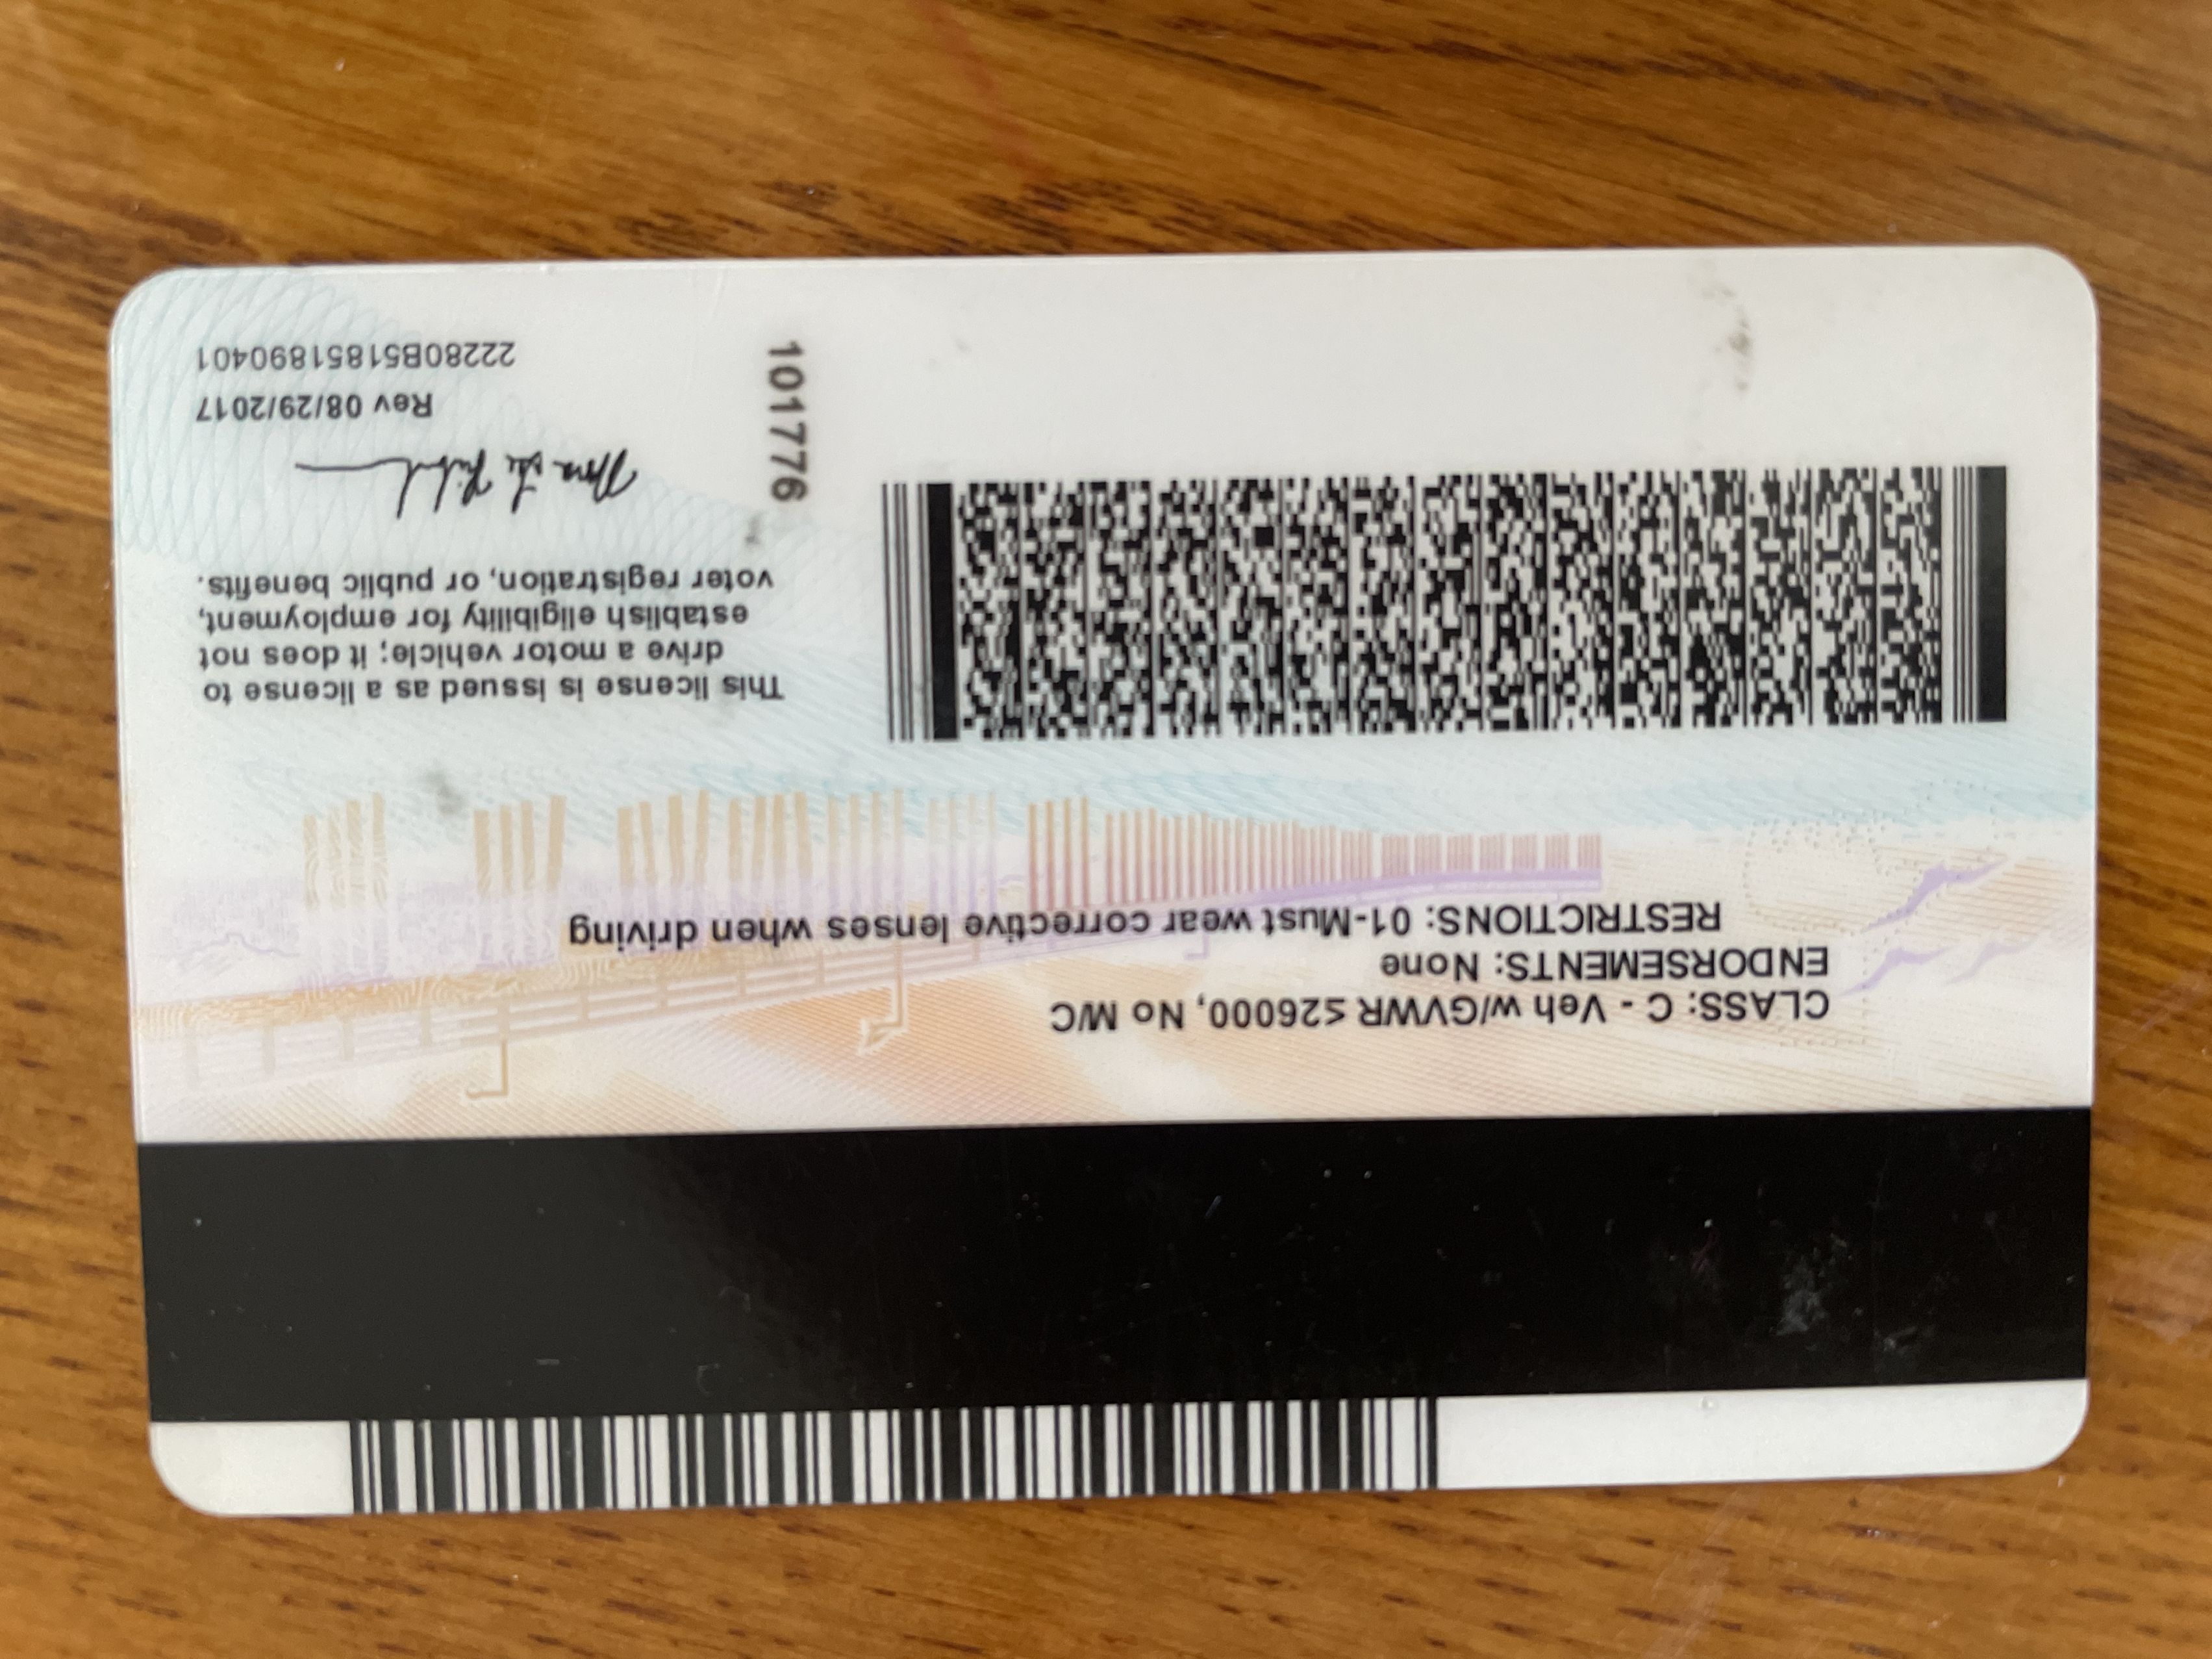 CLASS: C - Veh w/GVWR ≤26000, No M/C
ENDORSEMENTS: None
RESTRICTIONS: 01-Must wear corrective lenses when driving
This license is issued as a license to
drive a motor vehicle; it does not
establish eligibility for employment,
voter registration, or public benefits.
Rev 08/29/2017
22280B51851890401
101776